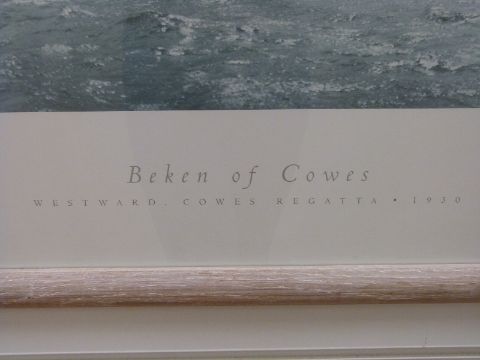 Beken of Cowes
WESTWARD. COWES REGATTA • 1930